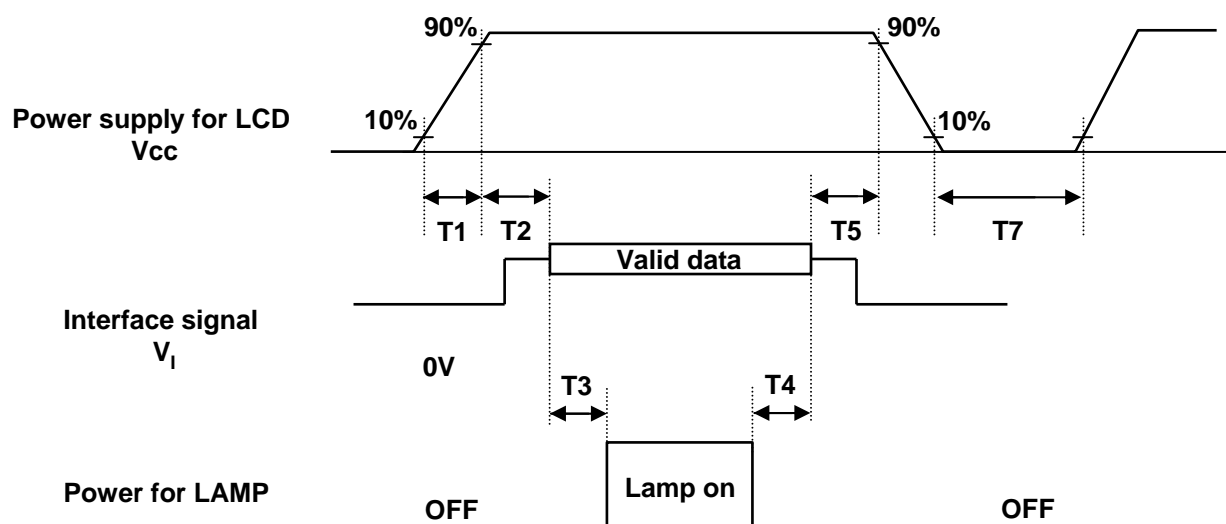 90%
90%
Power supply for LCD
Vcc
10%
10%
T1
T2
T5
T7
Valid data
Interface signal
VI
0V
T3
T4
Power for LAMP
OFF
Lamp on
OFF